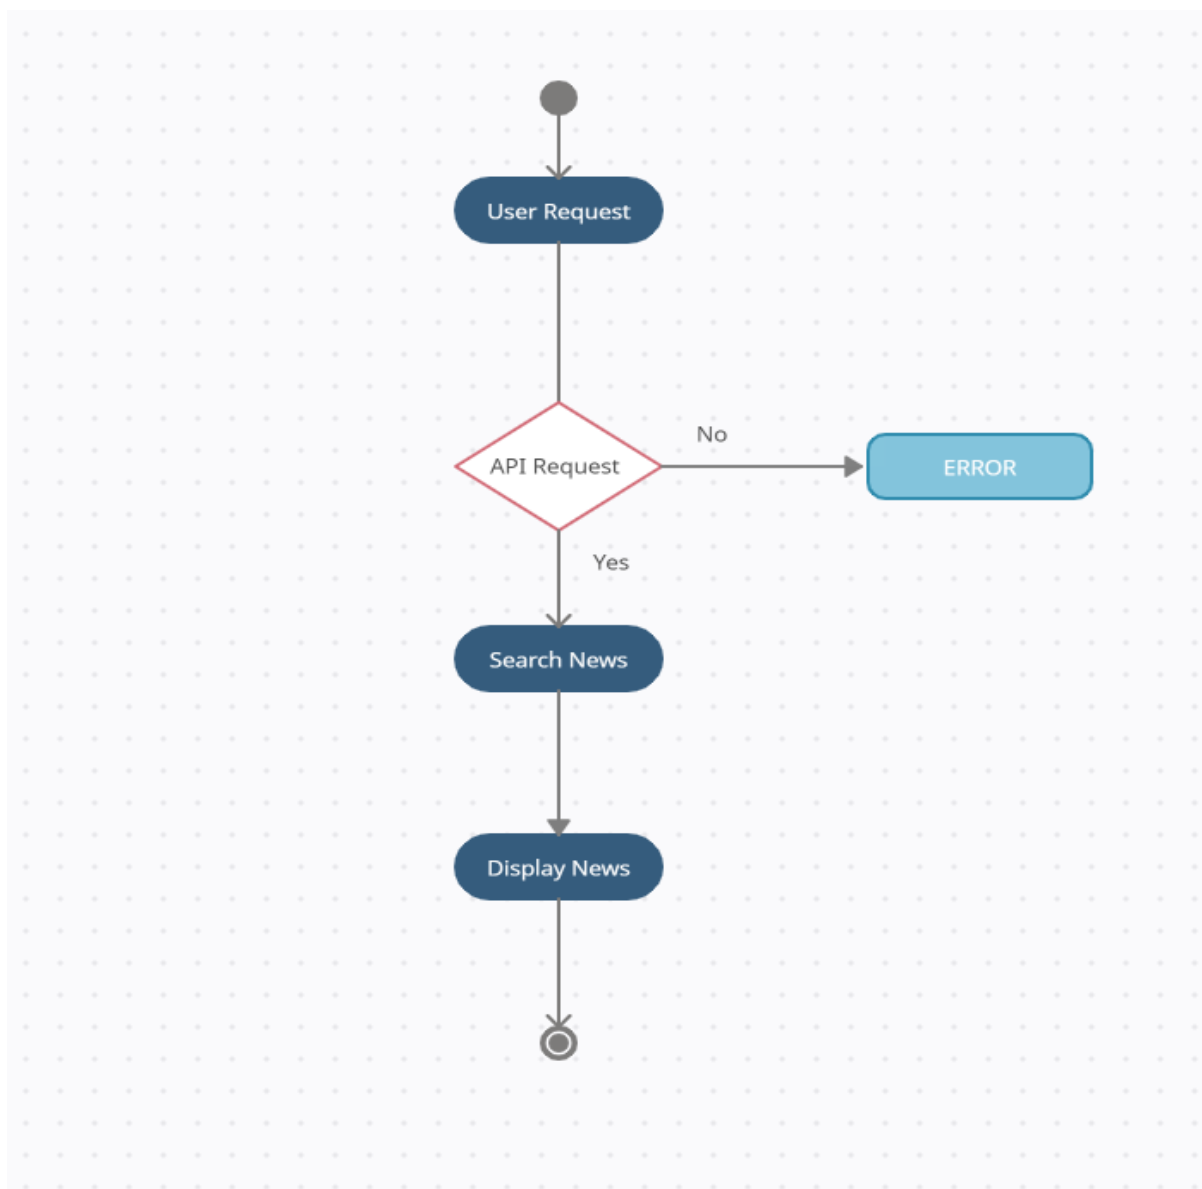 User Request
No
API Request
ERROR
Yes
Search News
Display News